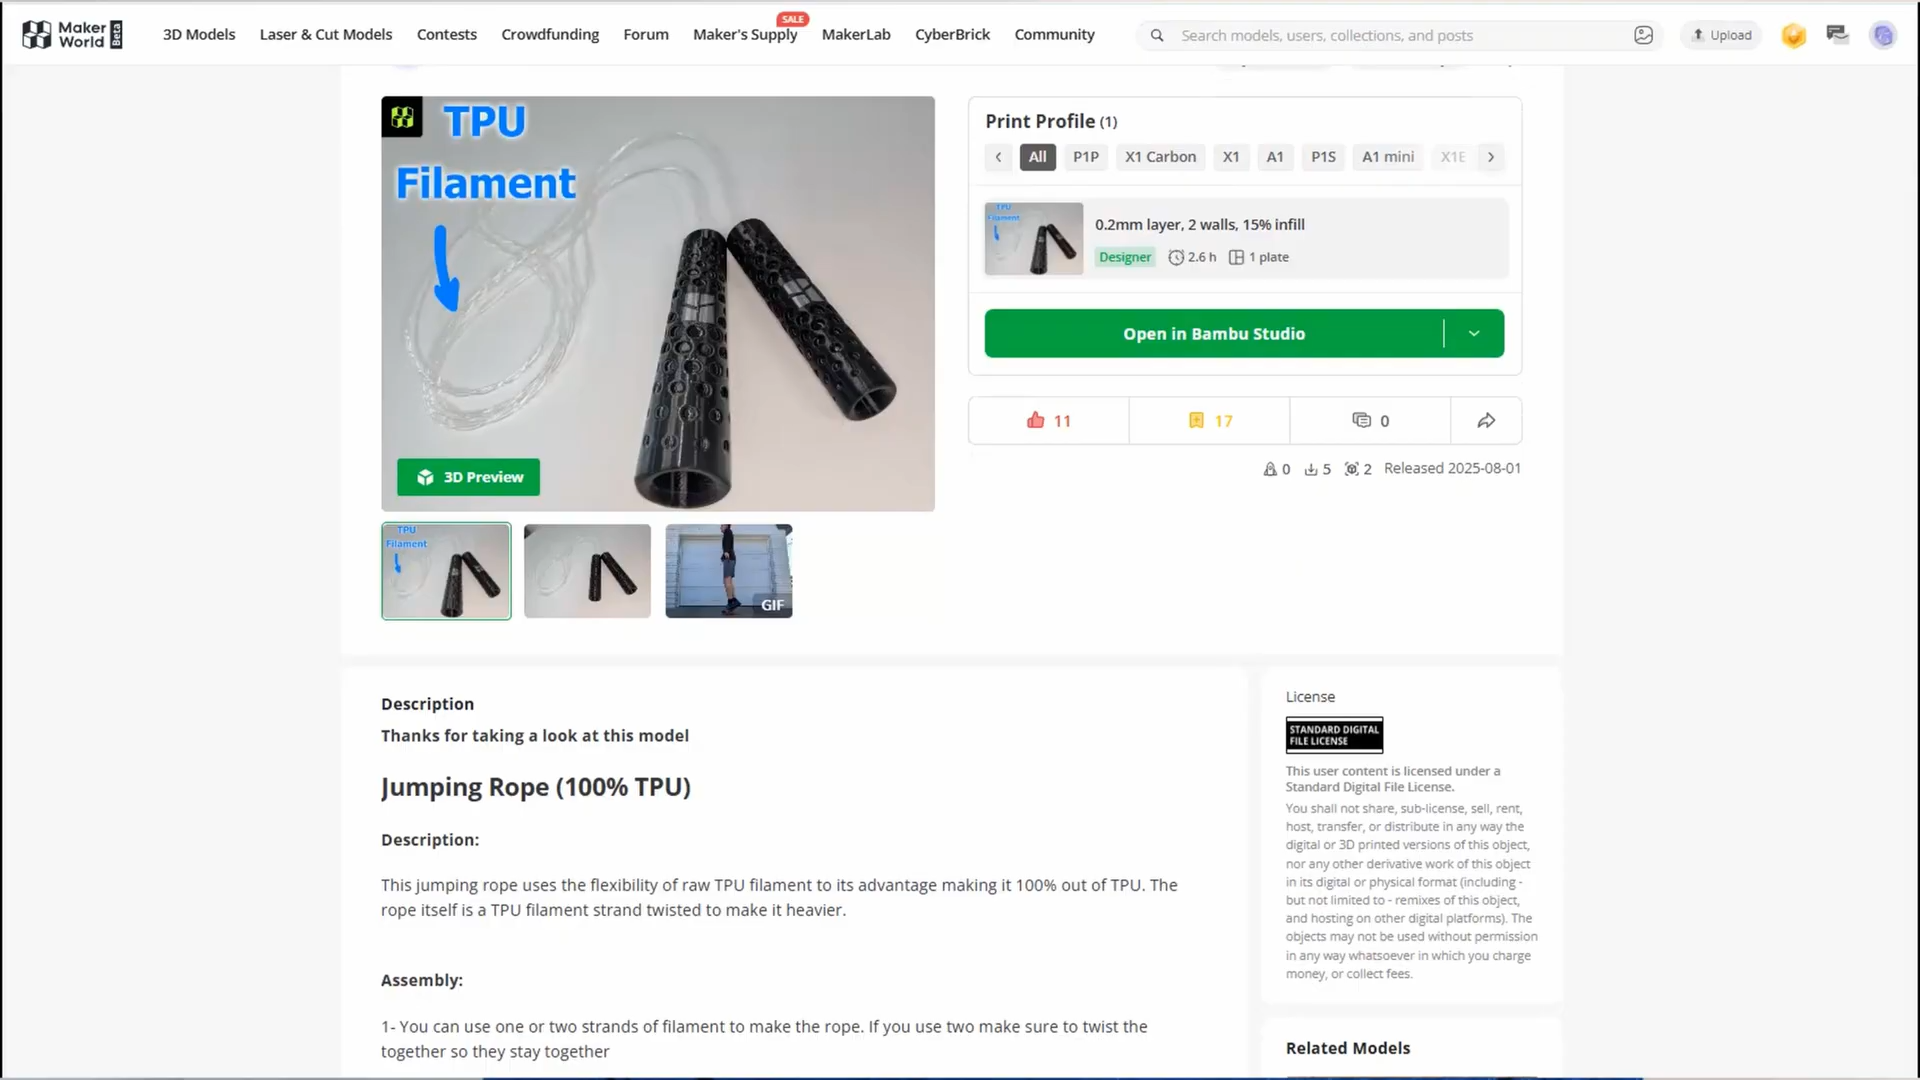 Maker
World
Beta
3D Models
Laser & Cut Models
Contests
Crowdfunding
Forum
SALE
Maker's Supply
MakerLab
CyberBrick
Community
Search models, users, collections, and posts
Upload
TPU
Filament
3D Preview
Print Profile (1)
All
P1P
X1 Carbon
X1
A1
P1S
A1 mini
X1E
TPU
Filament
0.2mm layer, 2 walls, 15% infill
Designer
2.6 h
1 plate
Open in Bambu Studio
11
17
0
0
5
2
Released 2025-08-01
TPU
Filament
GIF
Description
Thanks for taking a look at this model
Jumping Rope (100% TPU)
Description:
This jumping rope uses the flexibility of raw TPU filament to its advantage making it 100% out of TPU. The
rope itself is a TPU filament strand twisted to make it heavier.
Assembly:
1- You can use one or two strands of filament to make the rope. If you use two make sure to twist the
together so they stay together
License
STANDARD DIGITAL
FILE LICENSE
This user content is licensed under a
Standard Digital File License.
You shall not share, sub-license, sell, rent,
host, transfer, or distribute in any way the
digital or 3D printed versions of this object,
nor any other derivative work of this object
in its digital or physical format (including -
but not limited to - remixes of this object,
and hosting on other digital platforms). The
objects may not be used without permission
in any way whatsoever in which you charge
money, or collect fees.
Related Models